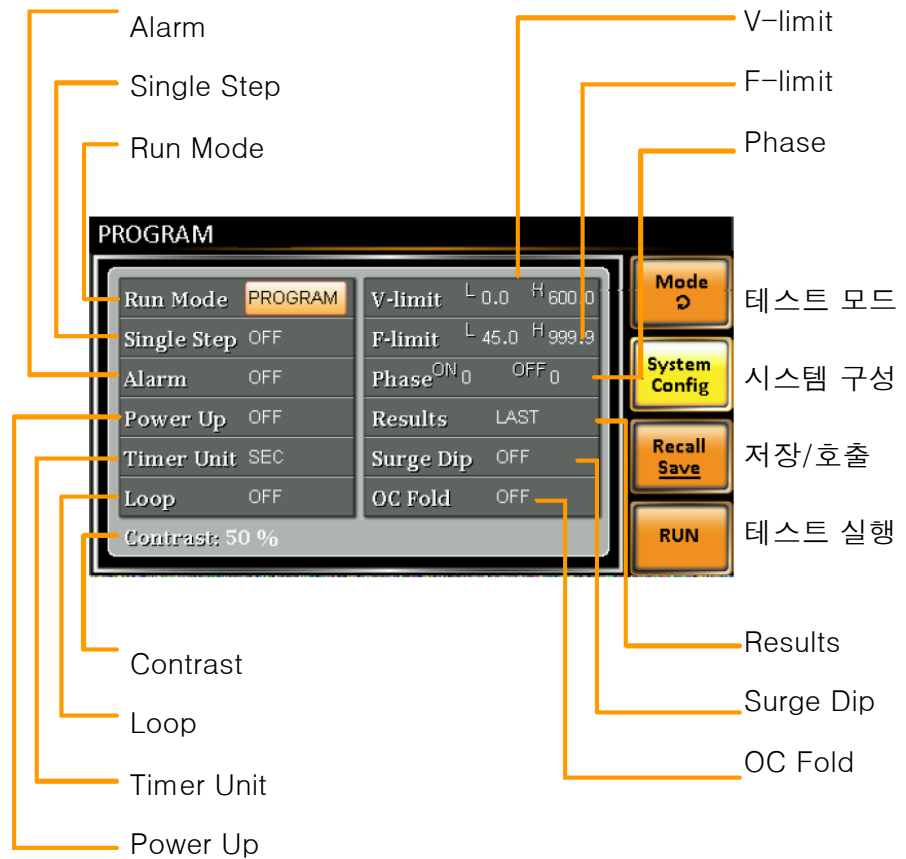 Alarm
Single Step
Run Mode
V-limit
F-limit
Phase
PROGRAM
Run Mode PROGRAM
Single Step OFF
Alarm OFF
Power Up OFF
Timer Unit SEC
Loop OFF
Contrast: 50 %
V-limit L 0.0 H 600.0
F-limit L 45.0 H 999.9
Phase ON 0 OFF 0
Results LAST
Surge Dip OFF
OC Fold OFF
Mode
테스트 모드
System
Config
시스템 구성
Recall
Save
저장/호출
RUN
테스트 실행
Contrast
Loop
Timer Unit
Power Up
Results
Surge Dip
OC Fold